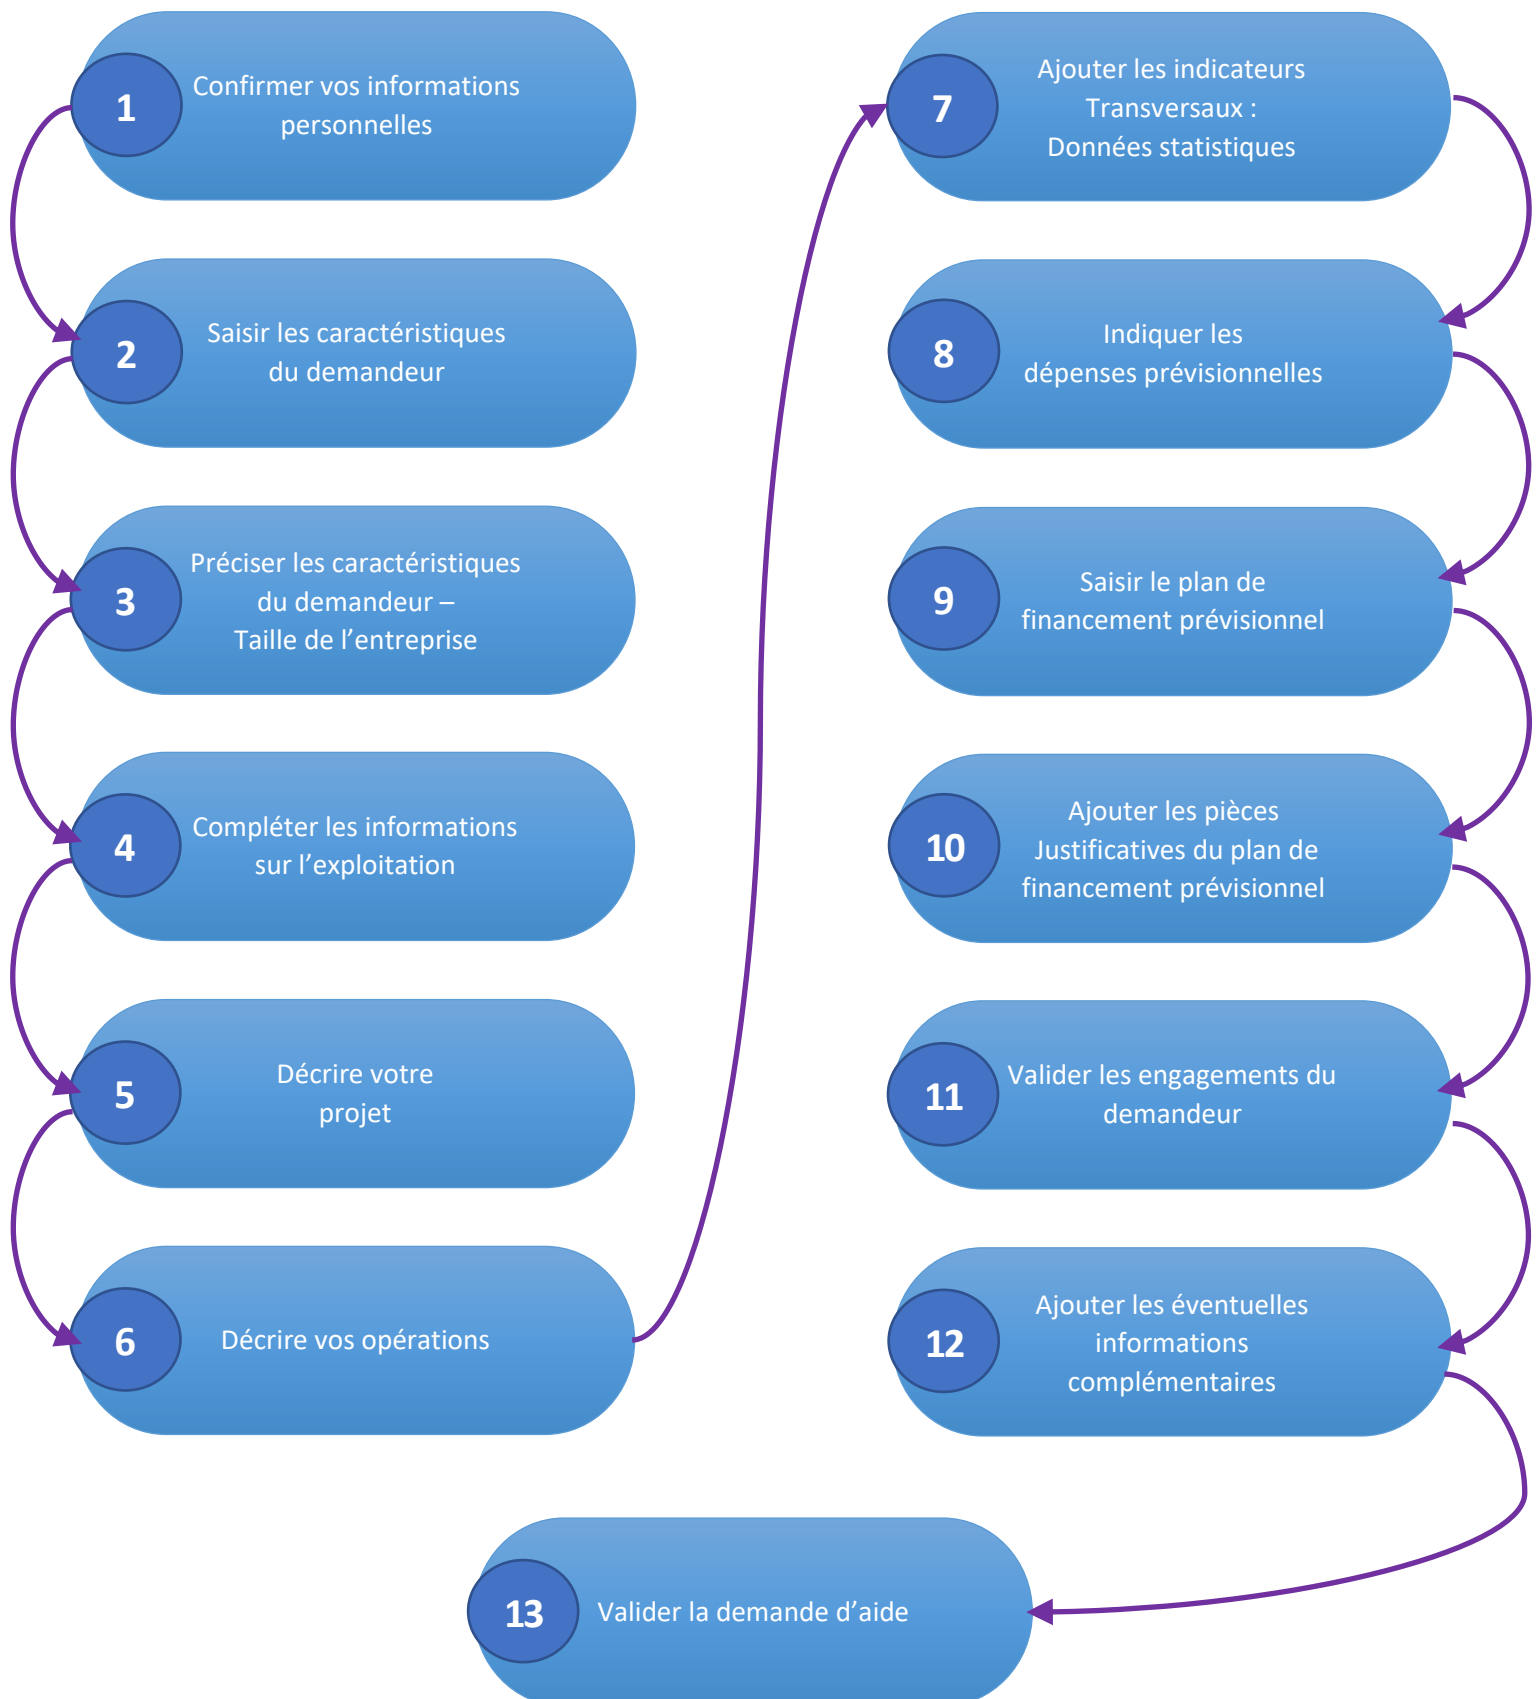 1
Confirmer vos informations
personnelles
2
Saisir les caractéristiques
du demandeur
3
Préciser les caractéristiques
du demandeur –
Taille de l’entreprise
4
Compléter les informations
sur l’exploitation
5
Décrire votre
projet
6
Décrire vos opérations
7
Ajouter les indicateurs
Transversaux :
Données statistiques
8
Indiquer les
dépenses prévisionnelles
9
Saisir le plan de
financement prévisionnel
10
Ajouter les pièces
Justificatives du plan de
financement prévisionnel
11
Valider les engagements du
demandeur
12
Ajouter les éventuelles
informations
complémentaires
13
Valider la demande d’aide